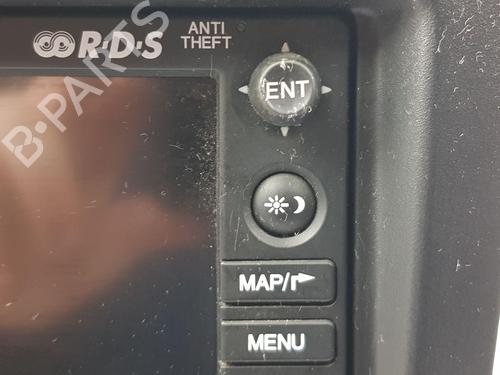 B-PARTS
R·D·S
ANTI
THEFT
ENT
MAP/
MENU